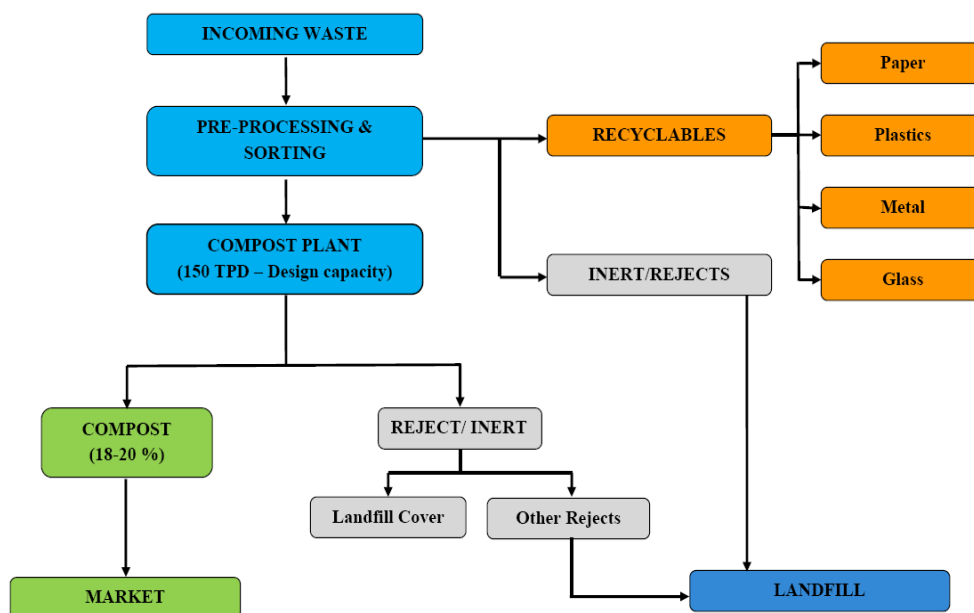 INCOMING WASTE
Paper
PRE-PROCESSING &
SORTING
RECYCLABLES
Plastics
Metal
COMPOST PLANT
(150 TPD – Design capacity)
INERT/REJECTS
Glass
COMPOST
(18-20 %)
REJECT/ INERT
Landfill Cover
Other Rejects
MARKET
LANDFILL